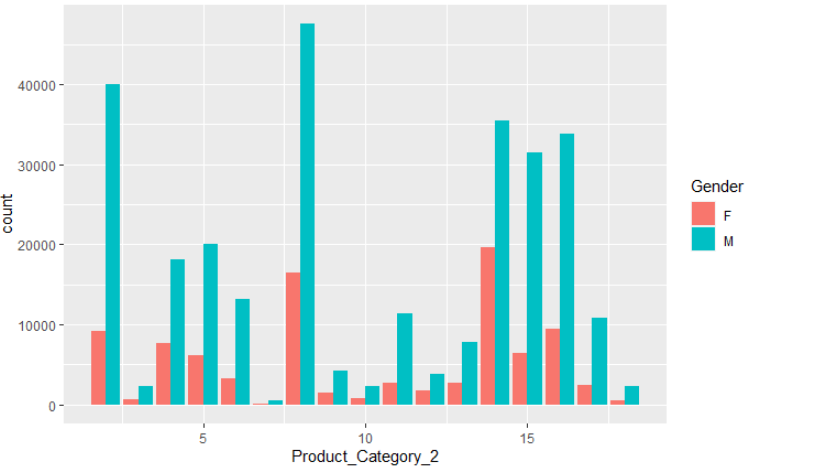 40000
30000
20000
10000
0
count
5 10 15
Product_Category_2
Gender
F
M